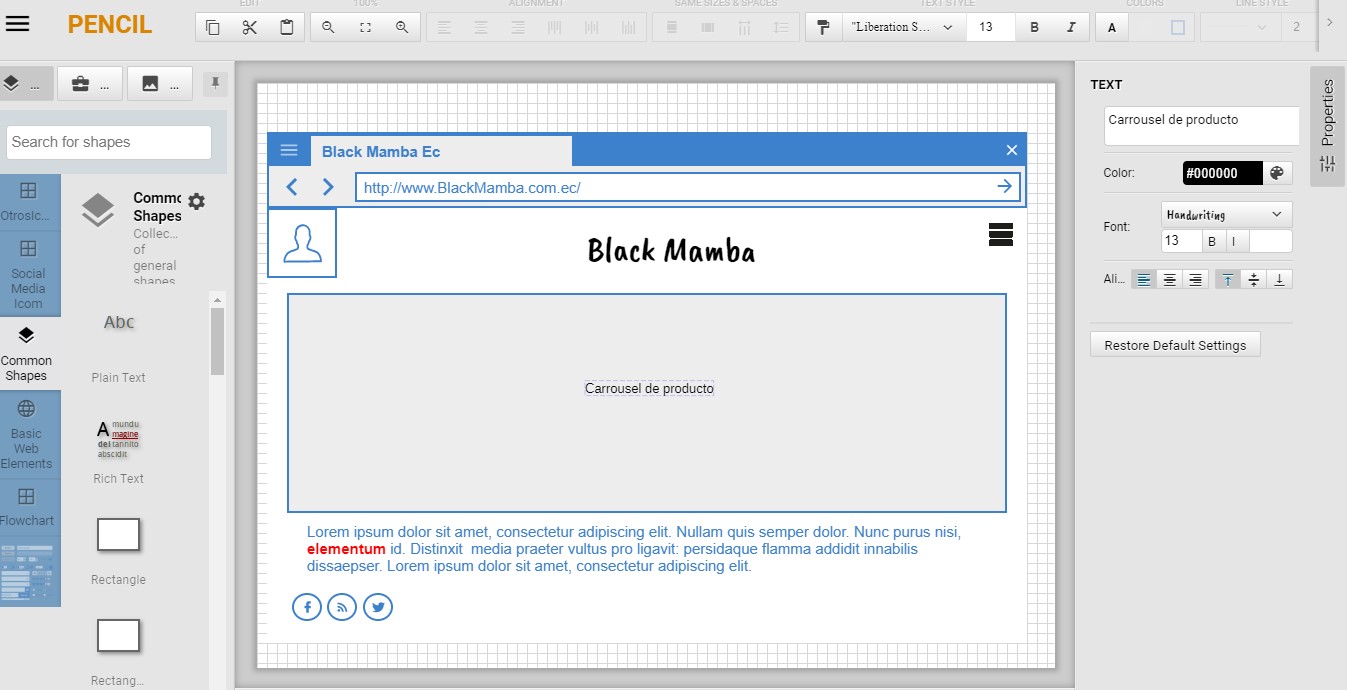 EDIT
100%
ALIGNMENT
SAME SIZES & SPACES
TEXT STYLE
COLORS
LINE STYLE
PENCIL
"Liberation S...
13
B
I
A
2
...
...
...
Search for shapes
OtrosIc...
Social
Media
Icom
Common
Shapes
Basic
Web
Elements
Flowchart
Commo
Shapes
Collec...
of
general
shapes
Abc
Plain Text
A mundu
magine
del tannito
abscidit
Rich Text
Rectangle
Rectang...
Black Mamba Ec
http://www.BlackMamba.com.ec/
Black Mamba
Carrousel de producto
Lorem ipsum dolor sit amet, consectetur adipiscing elit. Nullam quis semper dolor. Nunc purus nisi,
elementum id. Distinxit  media praeter vultus pro ligavit: persidaque flamma addidit innabilis
dissaepser. Lorem ipsum dolor sit amet, consectetur adipiscing elit.
TEXT
Carrousel de producto
Color:
#000000
Font:
Handwriting
13
B
I
Ali...
Restore Default Settings
Properties